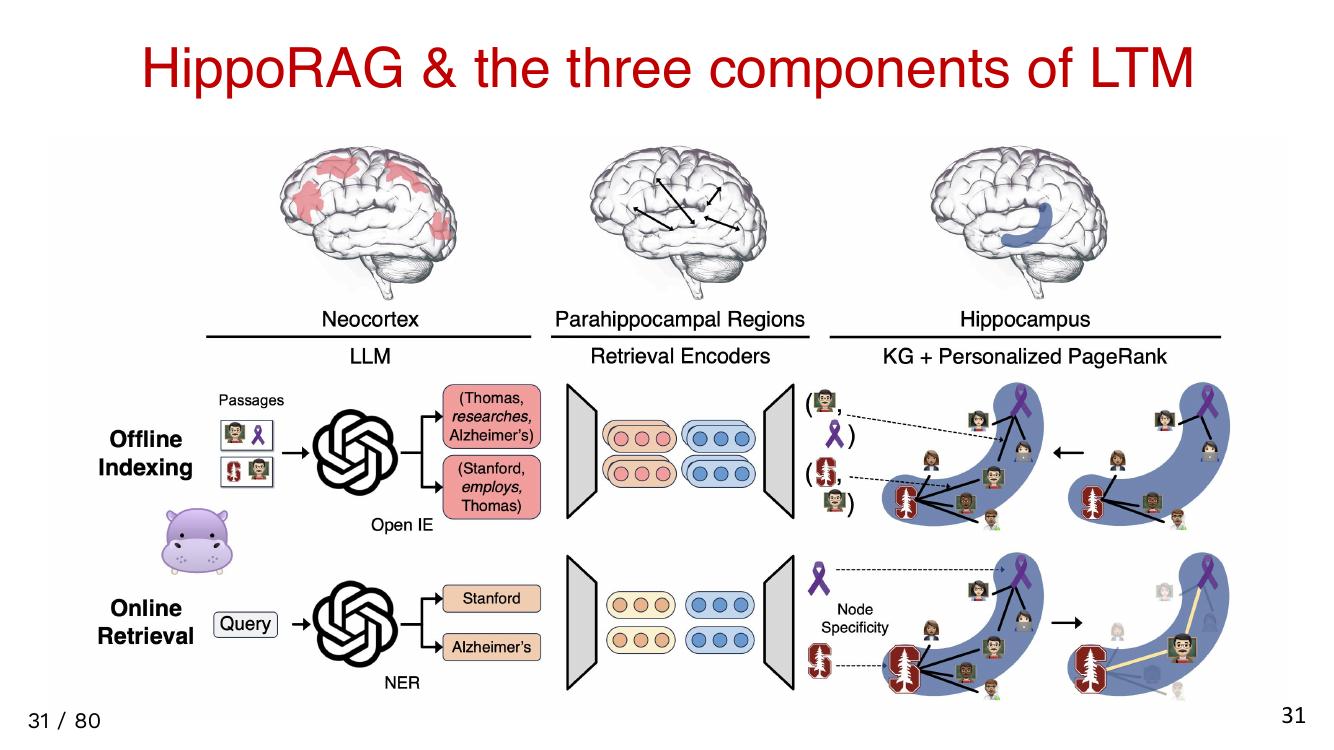 HippoRAG & the three components of LTM
Neocortex
Parahippocampal Regions
Hippocampus
LLM
Retrieval Encoders
KG + Personalized PageRank
Offline
Indexing
Passages
(Thomas,
researches,
Alzheimer's)
(Stanford,
employs,
Thomas)
Open IE
( ,
)
( ,
)
Online
Retrieval
Query
Stanford
Alzheimer's
NER
Node
Specificity
31 / 80
31